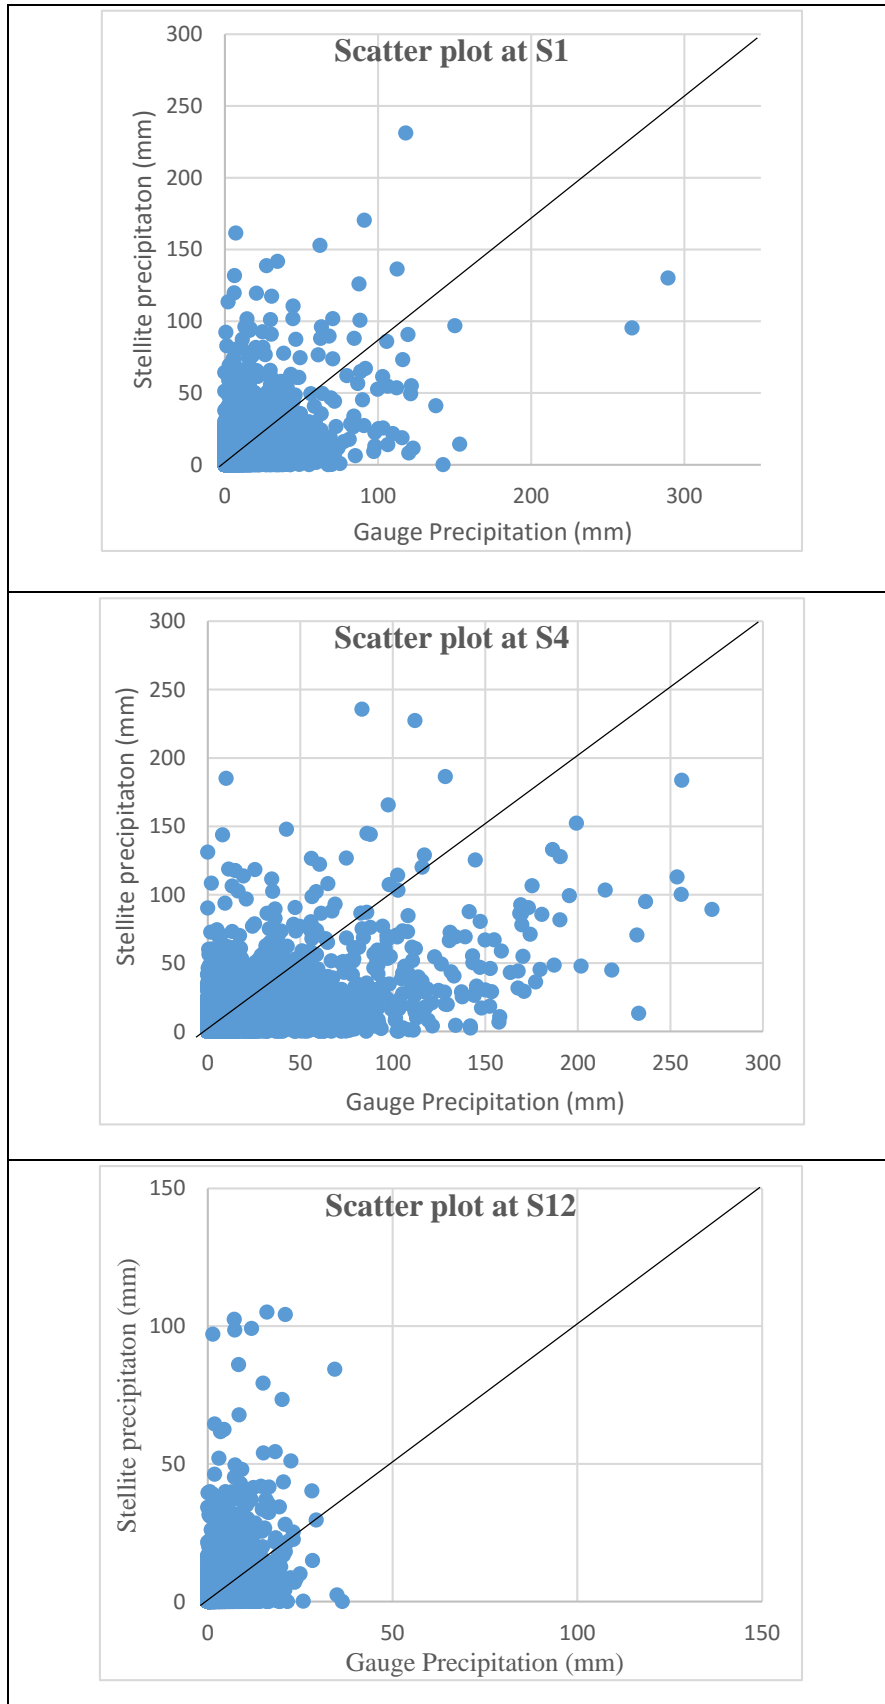 Scatter plot at S1
Stellite precipitaton (mm)
300
250
200
150
100
50
0
0 100 200 300
Gauge Precipitation (mm)
Scatter plot at S4
Stellite precipitaton (mm)
300
250
200
150
100
50
0
0 50 100 150 200 250 300
Gauge Precipitation (mm)
Scatter plot at S12
Stellite precipitaton (mm)
150
100
50
0
0 50 100 150
Gauge Precipitation (mm)